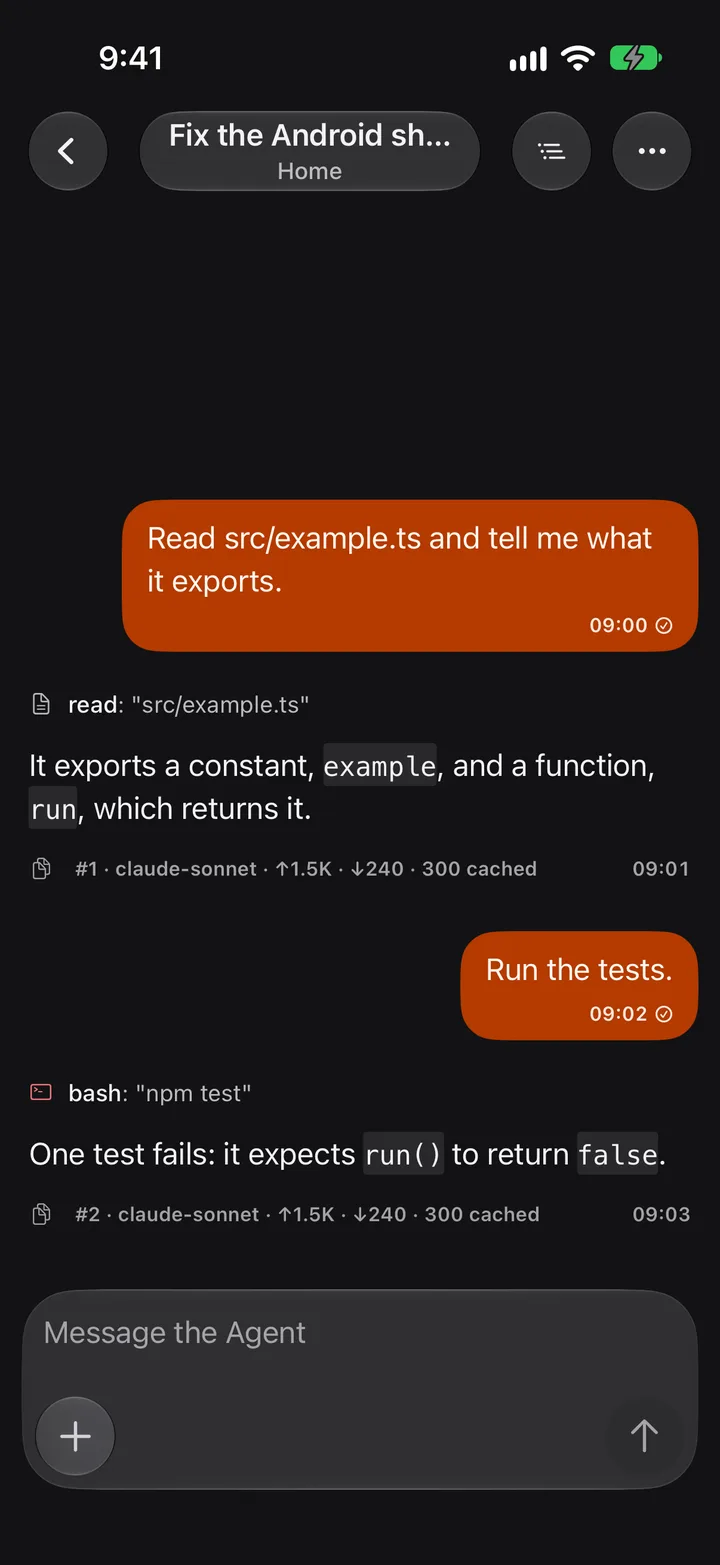 9:41
Fix the Android sh...
Home
Read src/example.ts and tell me what
it exports.
09:00
read: "src/example.ts"
It exports a constant, example, and a function,
run, which returns it.
#1 · claude-sonnet · ↑1.5K · ↓240 · 300 cached 09:01
Run the tests.
09:02
bash: "npm test"
One test fails: it expects run() to return false.
#2 · claude-sonnet · ↑1.5K · ↓240 · 300 cached 09:03
Message the Agent